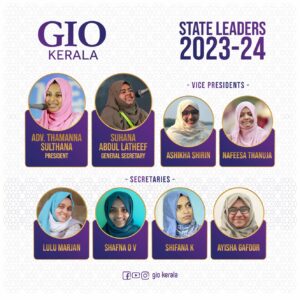 GIO
KERALA
STATE LEADERS
2023-24
ADV. THAMANNA
SULTHANA
PRESIDENT
SUHANA
ABDUL LATHEEF
GENERAL SECRETARY
- VICE PRESIDENTS -
ASHIKHA SHIRIN
NAFEESA THANUJA
- SECRETARIES -
LULU MARJAN
SHAFNA O V
SHIFANA K
AYISHA GAFOOR
gio kerala